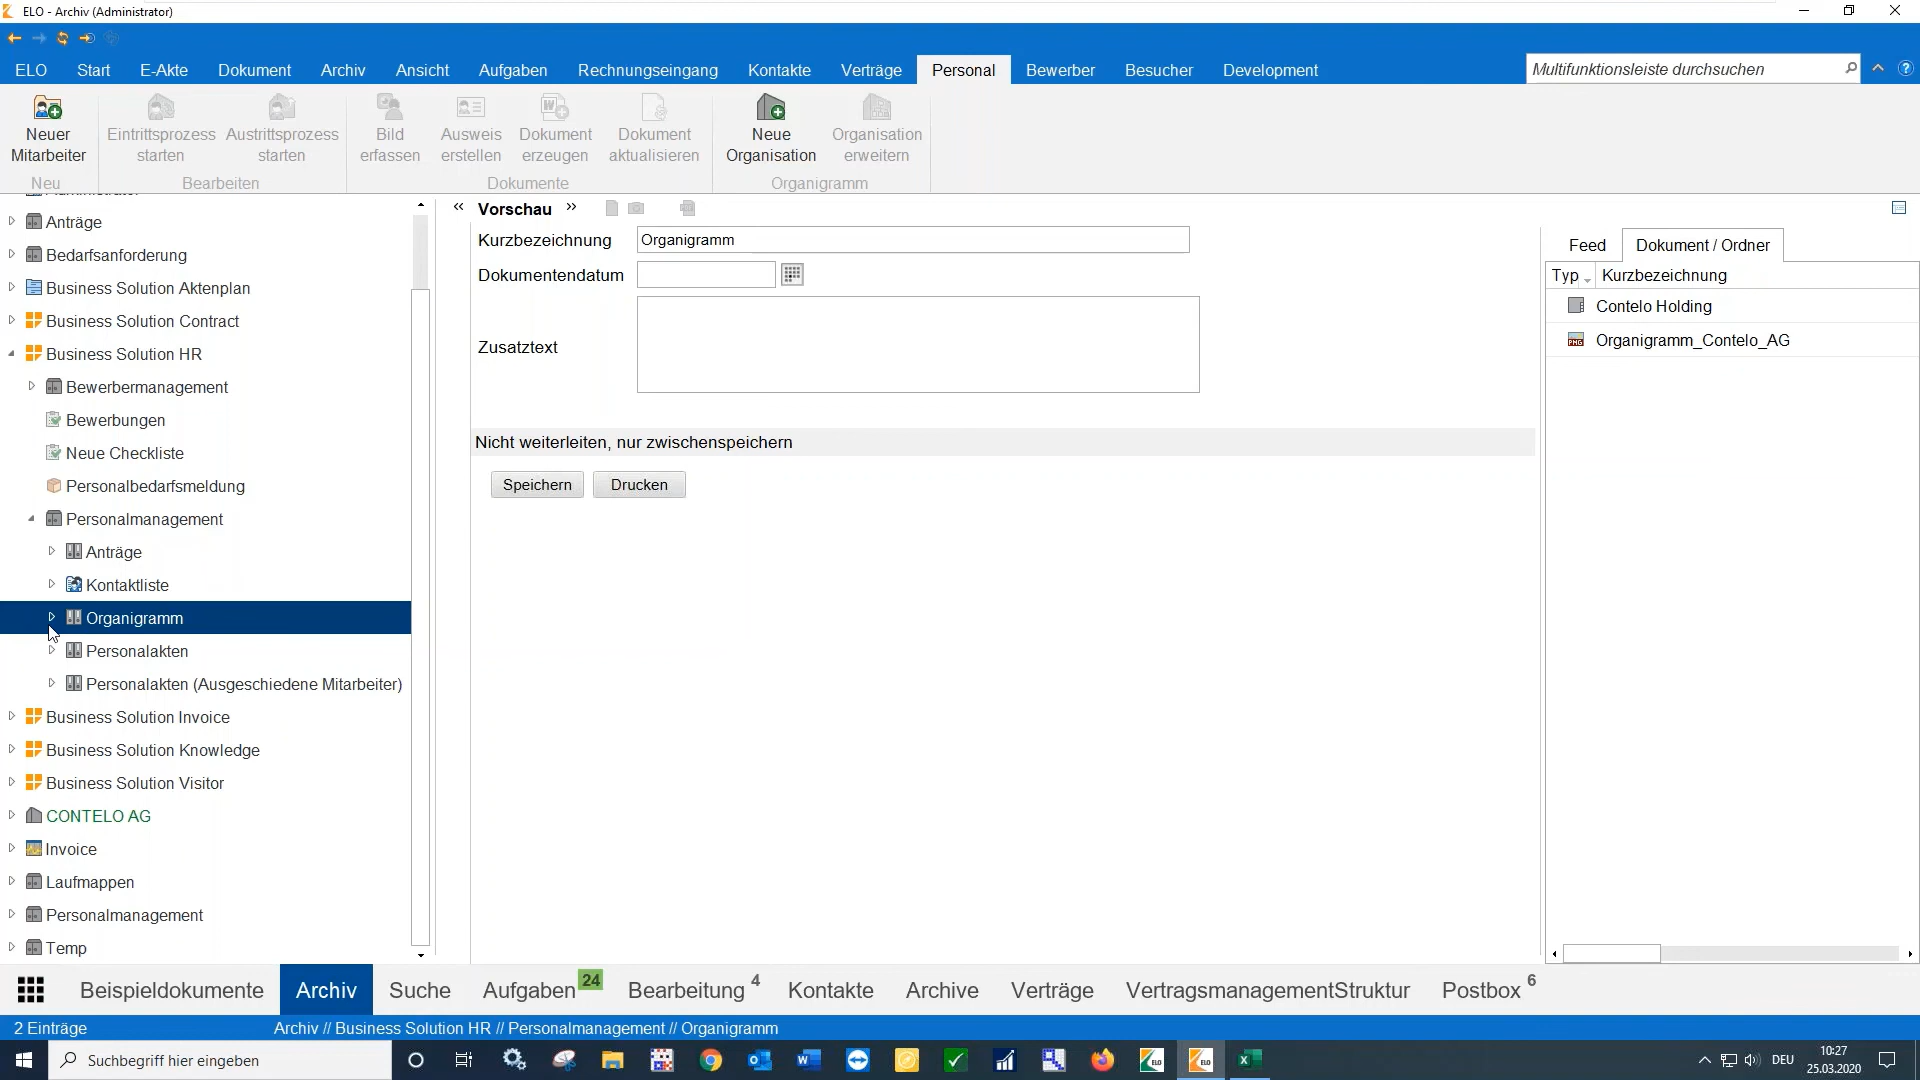 ELO - Archiv (Administrator)
ELO Start E-Akte Dokument Archiv Ansicht Aufgaben Rechnungseingang Kontakte Verträge Personal Bewerber Besucher Development
Multifunktionsleiste durchsuchen
Neuer
Mitarbeiter
Eintrittsprozess
starten
Austrittsprozess
starten
Bild
erfassen
Ausweis
erstellen
Dokument
erzeugen
Dokument
aktualisieren
Neue
Organisation
Organisation
erweitern
Neu
Bearbeiten
Dokumente
Organigramm
Anträge
Bedarfsanforderung
Business Solution Aktenplan
Business Solution Contract
Business Solution HR
Bewerbermanagement
Bewerbungen
Neue Checkliste
Personalbedarfsmeldung
Personalmanagement
Anträge
Kontaktliste
Organigramm
Personalakten
Personalakten (Ausgeschiedene Mitarbeiter)
Business Solution Invoice
Business Solution Knowledge
Business Solution Visitor
CONTELO AG
Invoice
Laufmappen
Personalmanagement
Temp
Vorschau
Kurzbezeichnung Organigramm
Dokumentendatum
Zusatztext
Nicht weiterleiten, nur zwischenspeichern
Speichern Drucken
Feed Dokument / Ordner
Typ Kurzbezeichnung
Contelo Holding
PNG Organigramm_Contelo_AG
Beispieldokumente Archiv Suche Aufgaben 24 Bearbeitung 4 Kontakte Archive Verträge VertragsmanagementStruktur Postbox 6
2 Einträge Archiv // Business Solution HR // Personalmanagement // Organigramm
Suchbegriff hier eingeben
DEU
10:27
25.03.2020